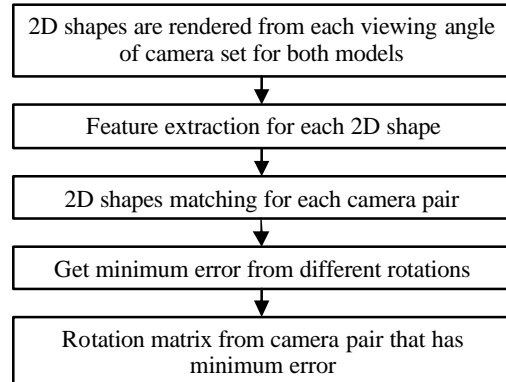 2D shapes are rendered from each viewing angle
of camera set for both models
Feature extraction for each 2D shape
2D shapes matching for each camera pair
Get minimum error from different rotations
Rotation matrix from camera pair that has
minimum error